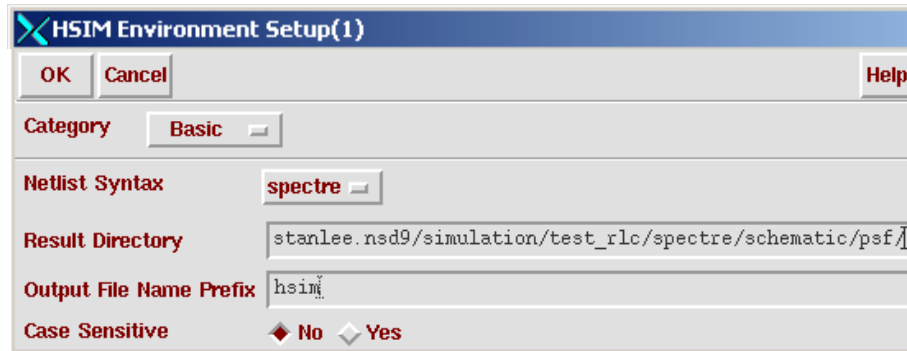 HSIM Environment Setup(1)
OK Cancel Help
Category Basic
Netlist Syntax spectre
Result Directory stanlee.nsd9/simulation/test_rlc/spectre/schematic/psf/
Output File Name Prefix hsim
Case Sensitive No Yes